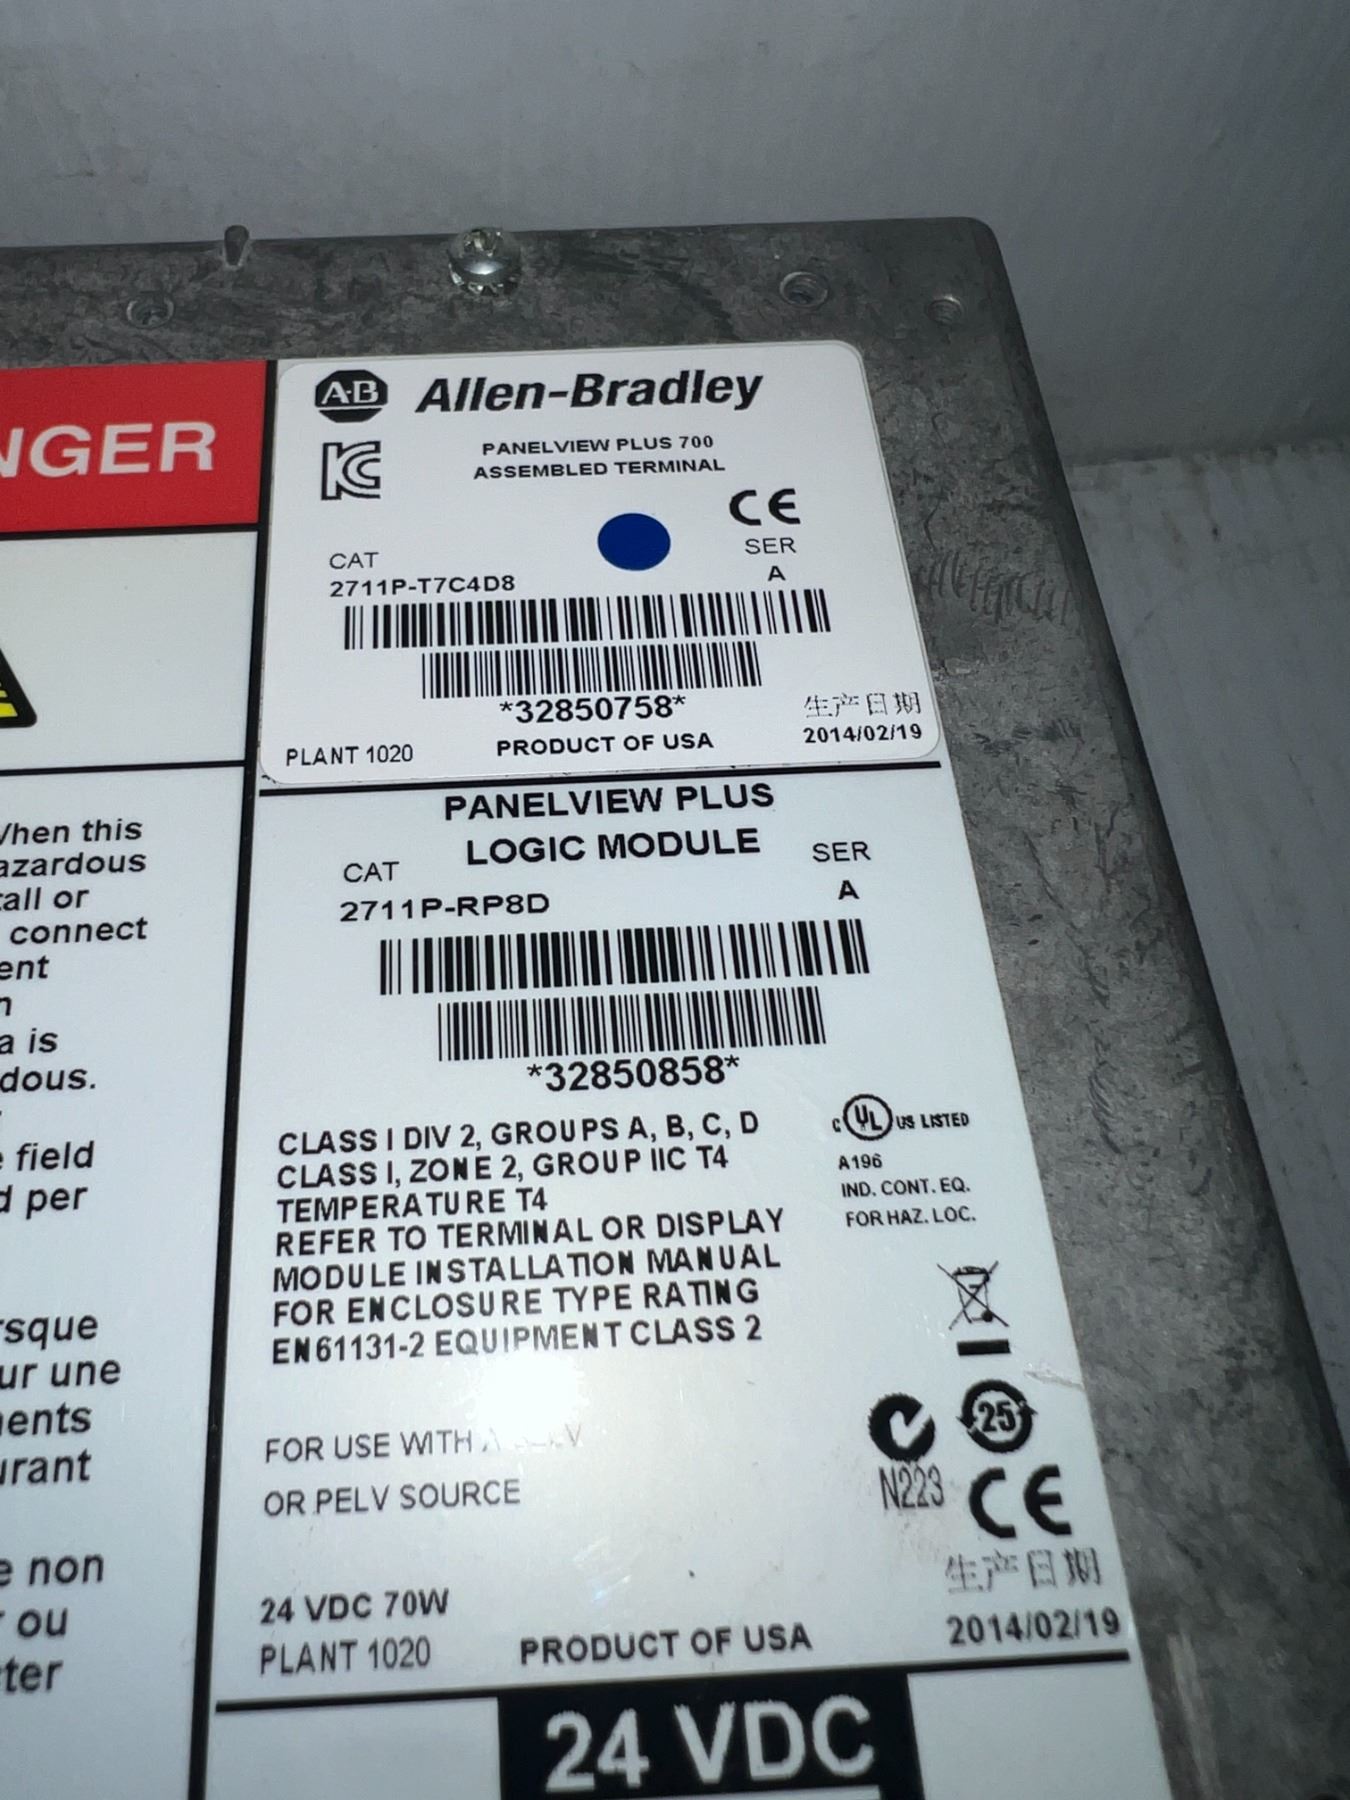 NGER
When this
azardous
tall or
connect
ent
n
a is
dous.
field
d per
rsque
ur une
ents
urant
e non
ou
ter
A-B Allen-Bradley
PANELVIEW PLUS 700
ASSEMBLED TERMINAL
CE
CAT
SER
2711P-T7C4D8
A
*32850758*
生产日期
PLANT 1020
PRODUCT OF USA
2014/02/19
PANELVIEW PLUS
LOGIC MODULE
CAT
SER
2711P-RP8D
A
*32850858*
CLASS I DIV 2, GROUPS A, B, C, D
CLASS I, ZONE 2, GROUP IIC T4
TEMPERATURE T4
REFER TO TERMINAL OR DISPLAY
MODULE INSTALLATION MANUAL
FOR ENCLOSURE TYPE RATING
EN61131-2 EQUIPMENT CLASS 2
C UL US LISTED
A196
IND. CONT. EQ.
FOR HAZ. LOC.
FOR USE WITH
OR PELV SOURCE
25
N223
CE
24 VDC 70W
生产日期
PLANT 1020
PRODUCT OF USA
2014/02/19
24 VDC